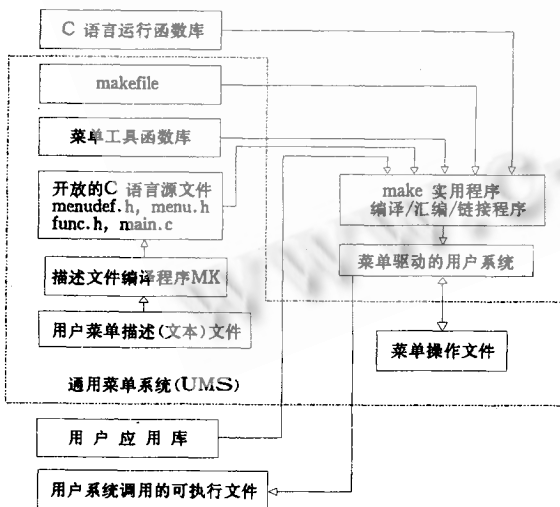 C 语言运行函数库
makefile
菜单工具函数库
开放的C 语言源文件
menudef.h, menu.h
func.h, main.c
描述文件编译程序MK
用户菜单描述(文本)文件
通用菜单系统(UMS)
用 户 应 用 库
用户系统调用的可执行文件
make 实用程序
编译/汇编/链接程序
菜单驱动的用户系统
菜单操作文件